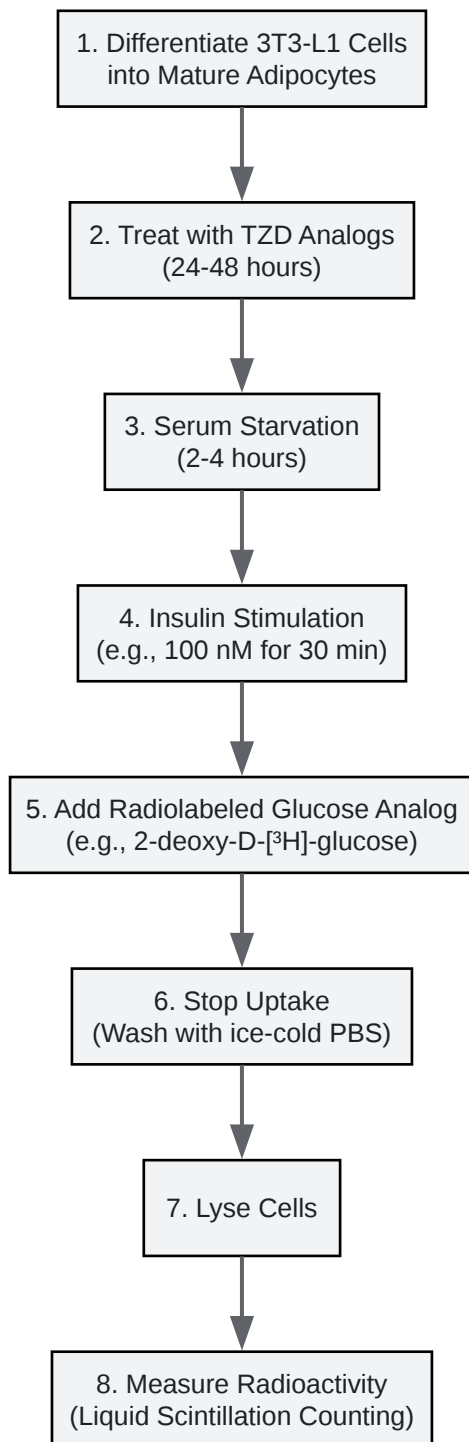 1. Differentiate 3T3-L1 Cells
into Mature Adipocytes
2. Treat with TZD Analogs
(24-48 hours)
3. Serum Starvation
(2-4 hours)
4. Insulin Stimulation
(e.g., 100 nM for 30 min)
5. Add Radiolabeled Glucose Analog
(e.g., 2-deoxy-D-[³H]-glucose)
6. Stop Uptake
(Wash with ice-cold PBS)
7. Lyse Cells
8. Measure Radioactivity
(Liquid Scintillation Counting)